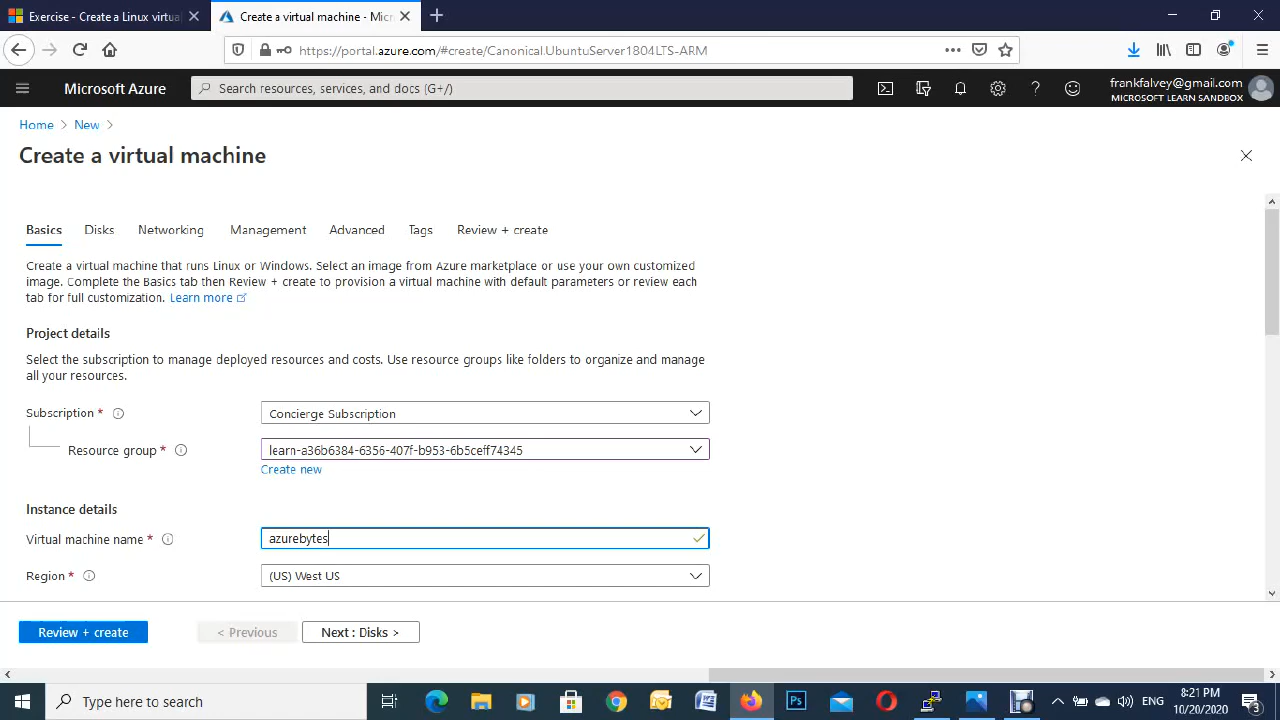 Exercise - Create a Linux virtua
Create a virtual machine - Micr
https://portal.azure.com/#create/Canonical.UbuntuServer1804LTS-ARM
Microsoft Azure
Search resources, services, and docs (G+/)
frankfalvey@gmail.com
MICROSOFT LEARN SANDBOX
Home > New >
Create a virtual machine
Basics Disks Networking Management Advanced Tags Review + create
Create a virtual machine that runs Linux or Windows. Select an image from Azure marketplace or use your own customized
image. Complete the Basics tab then Review + create to provision a virtual machine with default parameters or review each
tab for full customization. Learn more
Project details
Select the subscription to manage deployed resources and costs. Use resource groups like folders to organize and manage
all your resources.
Subscription * Concierge Subscription
Resource group * learn-a36b6384-6356-407f-b953-6b5ceff74345
Create new
Instance details
Virtual machine name * azurebytes
Region * (US) West US
Review + create < Previous Next : Disks >
Type here to search
ENG
8:21 PM
10/20/2020
3